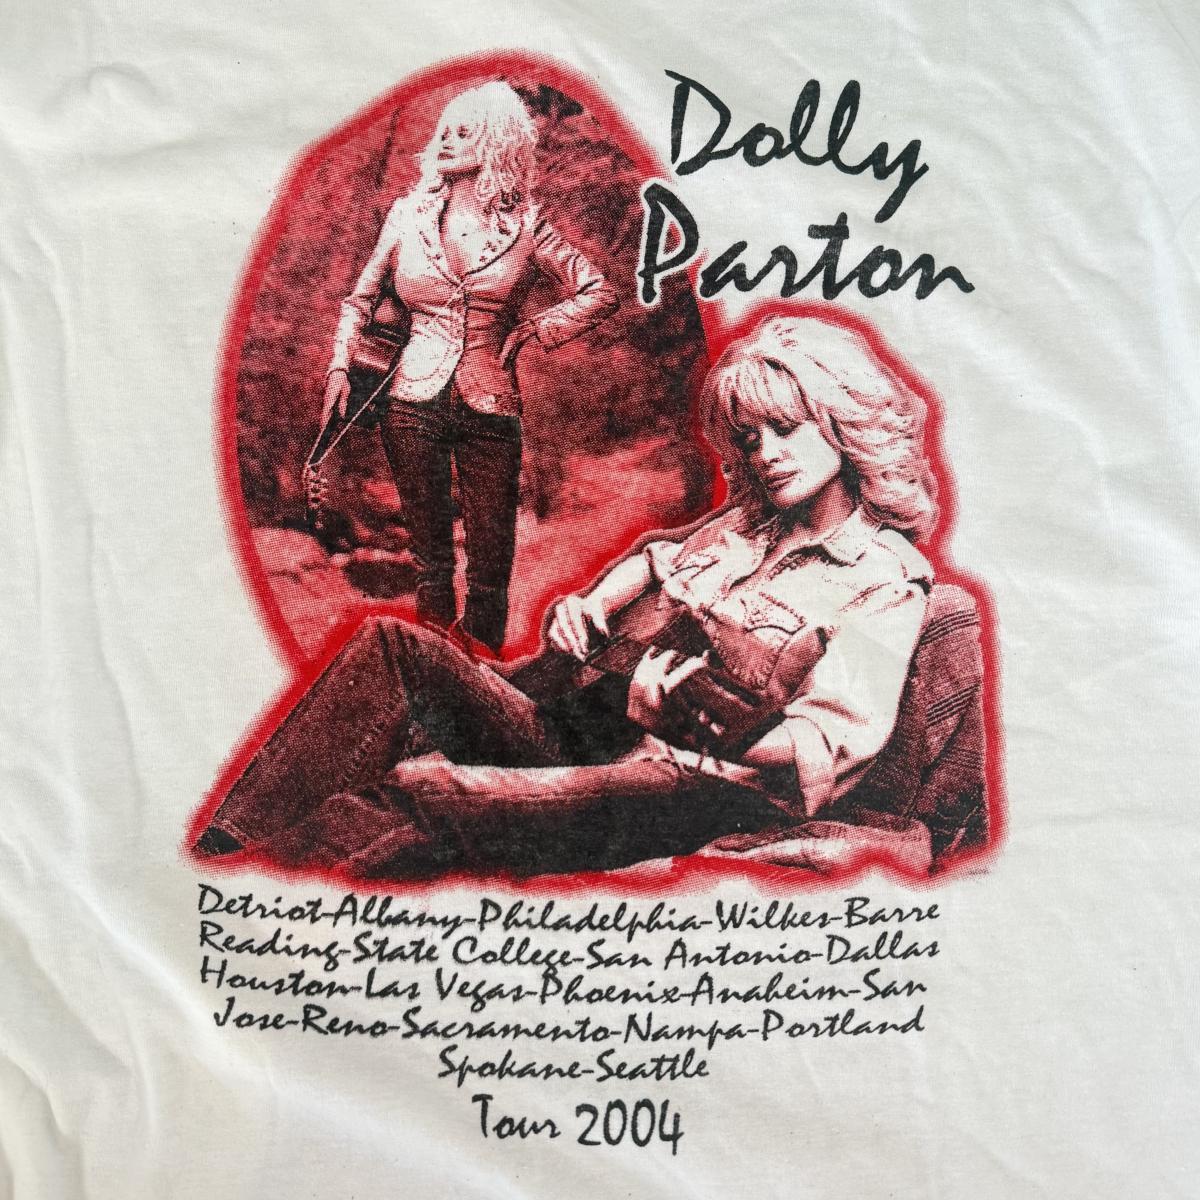 Dolly
Parton
Detriot-Albany-Philadelphia-Wilkes-Barre
Reading-State College-San Antonio-Dallas
Houston-Las Vegas-Phoenix-Anaheim-San
Jose-Reno-Sacramento-Nampa-Portland
Spokane-Seattle
Tour 2004